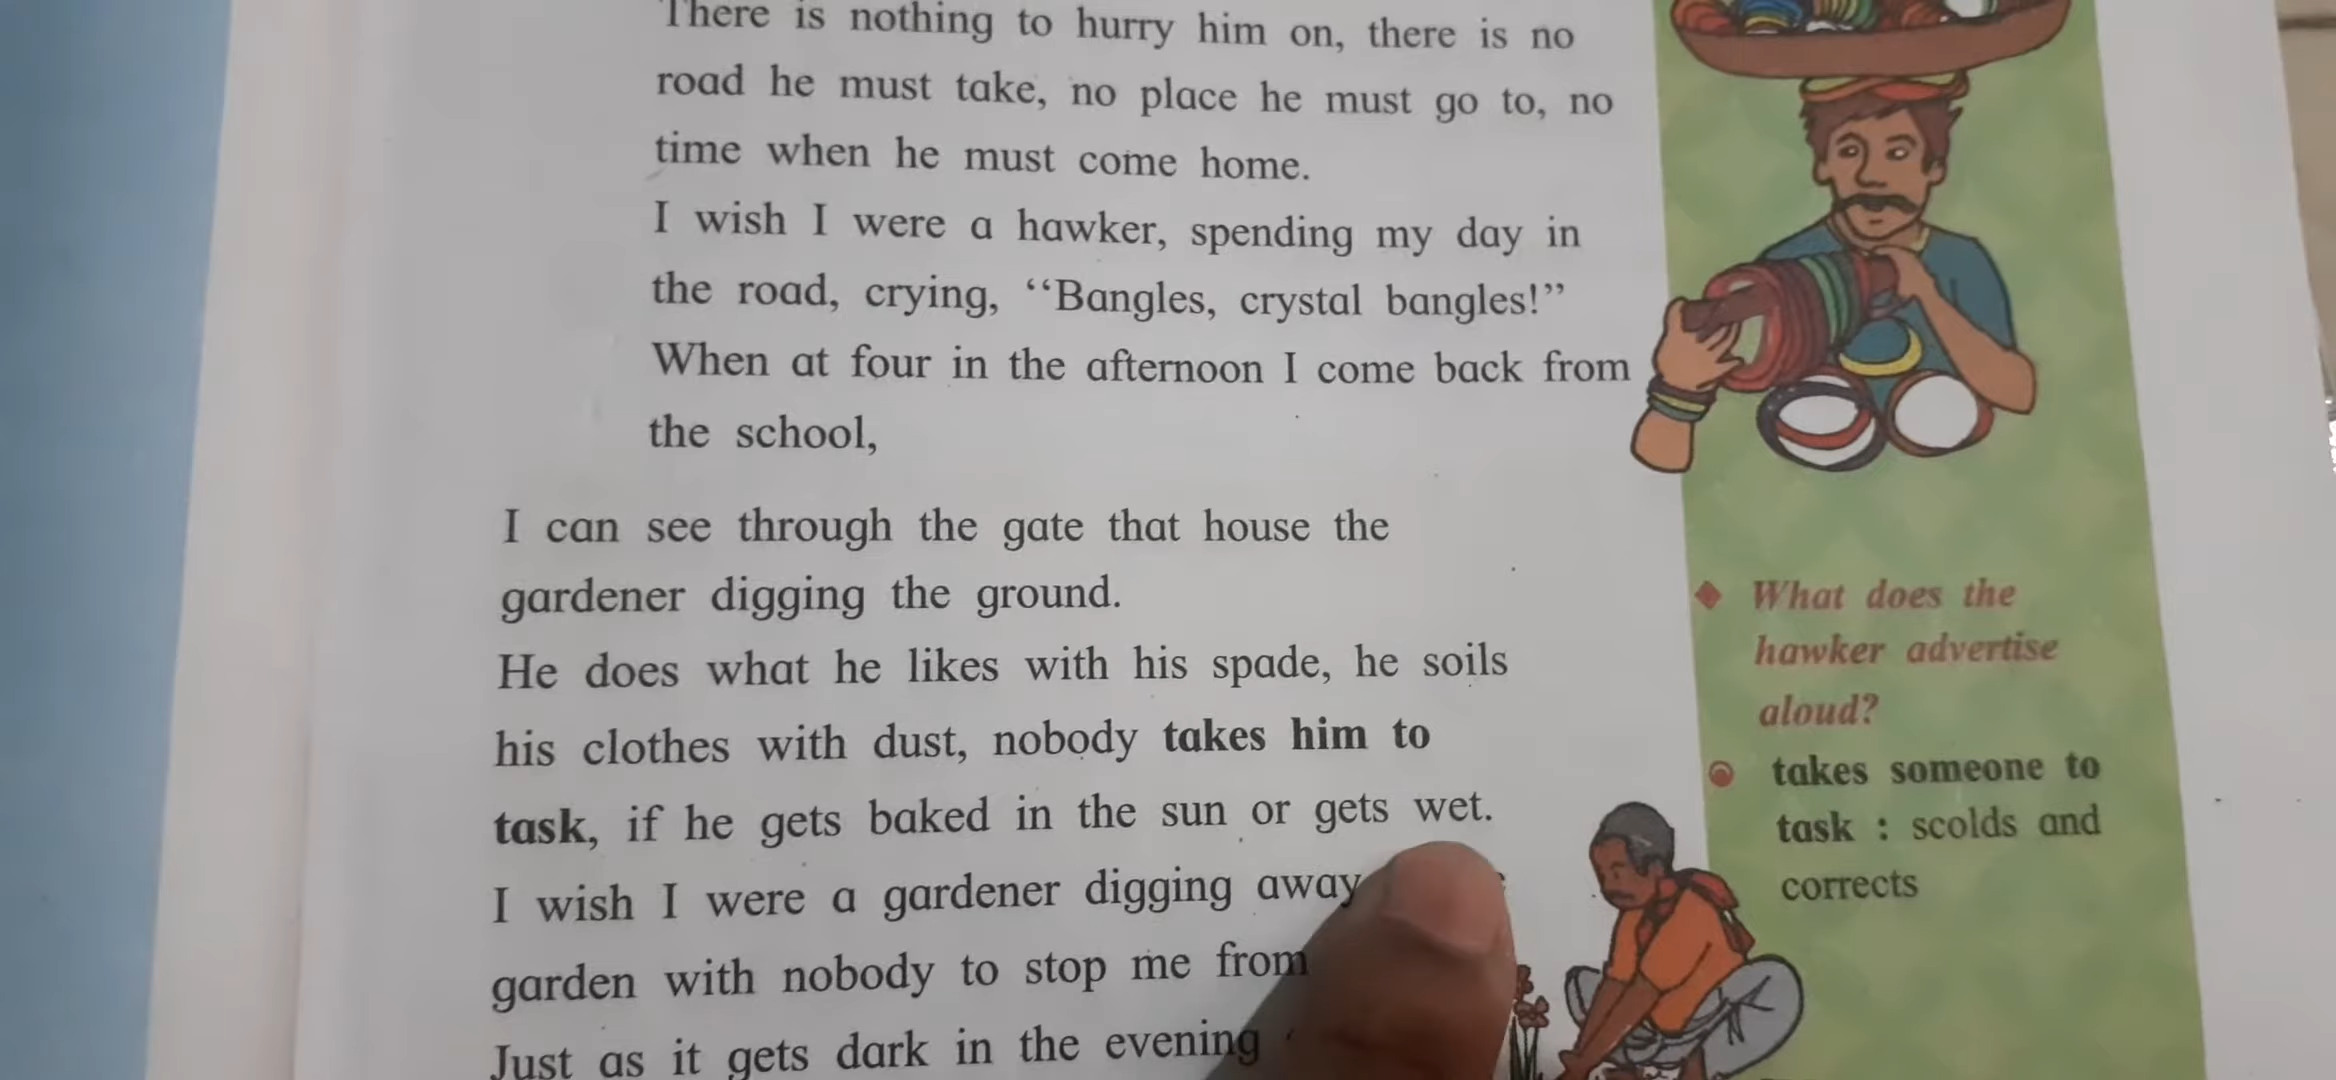 There is nothing to hurry him on, there is no
road he must take, no place he must go to, no
time when he must come home.
I wish I were a hawker, spending my day in
the road, crying, “Bangles, crystal bangles!”
When at four in the afternoon I come back from
the school,
I can see through the gate that house the
gardener digging the ground.
He does what he likes with his spade, he soils
his clothes with dust, nobody takes him to
task, if he gets baked in the sun or gets wet.
I wish I were a gardener digging away
garden with nobody to stop me from
Just as it gets dark in the evening
What does the
hawker advertise
aloud?
takes someone to
task : scolds and
corrects